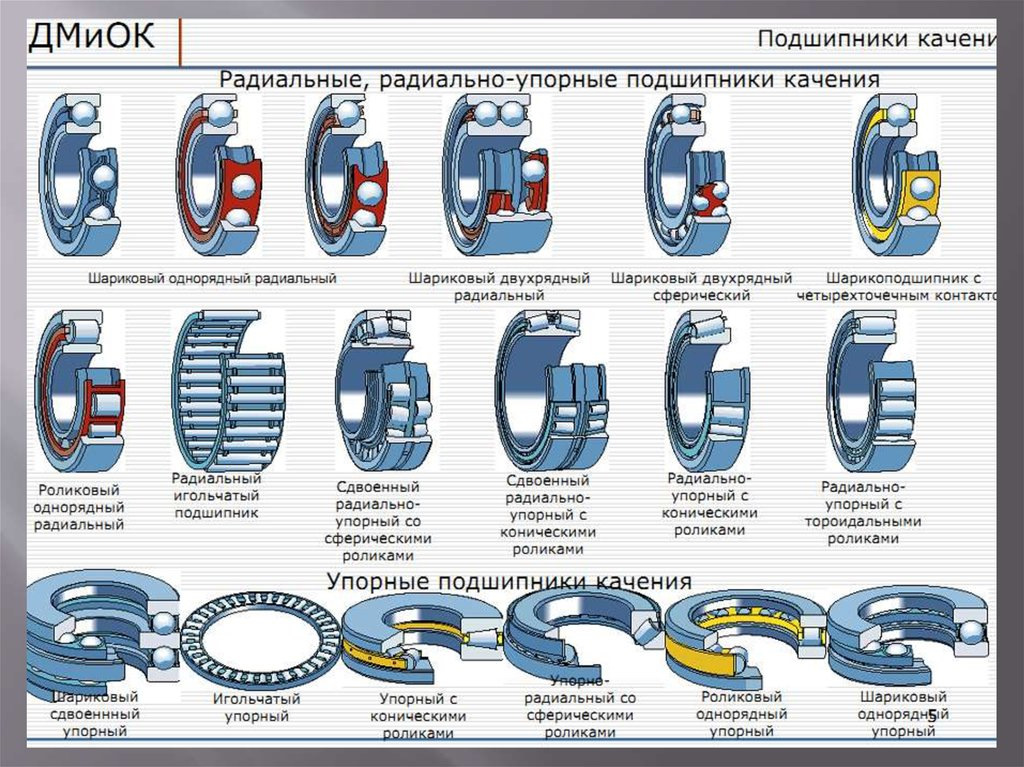 ДМиОК
Подшипники качени
Радиальные, радиально-упорные подшипники качения
Шариковый однорядный радиальный
Шариковый двухрядный
радиальный
Шариковый двухрядный
сферический
Шарикоподшипник с
четырехточечным контакто
Роликовый
однорядный
радиальный
Радиальный
игольчатый
подшипник
Сдвоенный
радиально-
упорный со
сферическими
роликами
Сдвоенный
радиально-
упорный с
коническими
роликами
Радиально-
упорный с
коническими
роликами
Радиально-
упорный с
тороидальными
роликами
Упорные подшипники качения
Шариковый
сдвоеннный
упорный
Игольчатый
упорный
Упорный с
коническими
роликами
Упорно-
радиальный со
сферическими
роликами
Роликовый
однорядный
упорный
Шариковый
однорядный
упорный
5